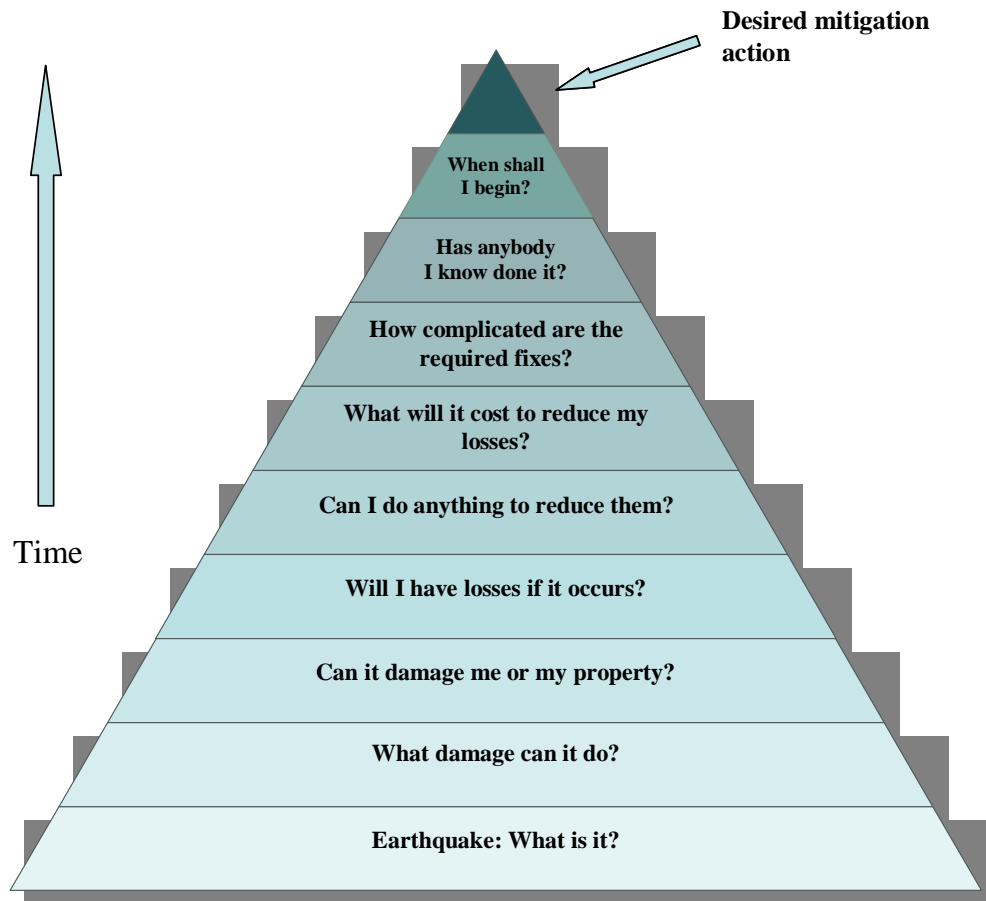 Desired mitigation
action
When shall
I begin?
Has anybody
I know done it?
How complicated are the
required fixes?
What will it cost to reduce my
losses?
Can I do anything to reduce them?
Time
Will I have losses if it occurs?
Can it damage me or my property?
What damage can it do?
Earthquake: What is it?